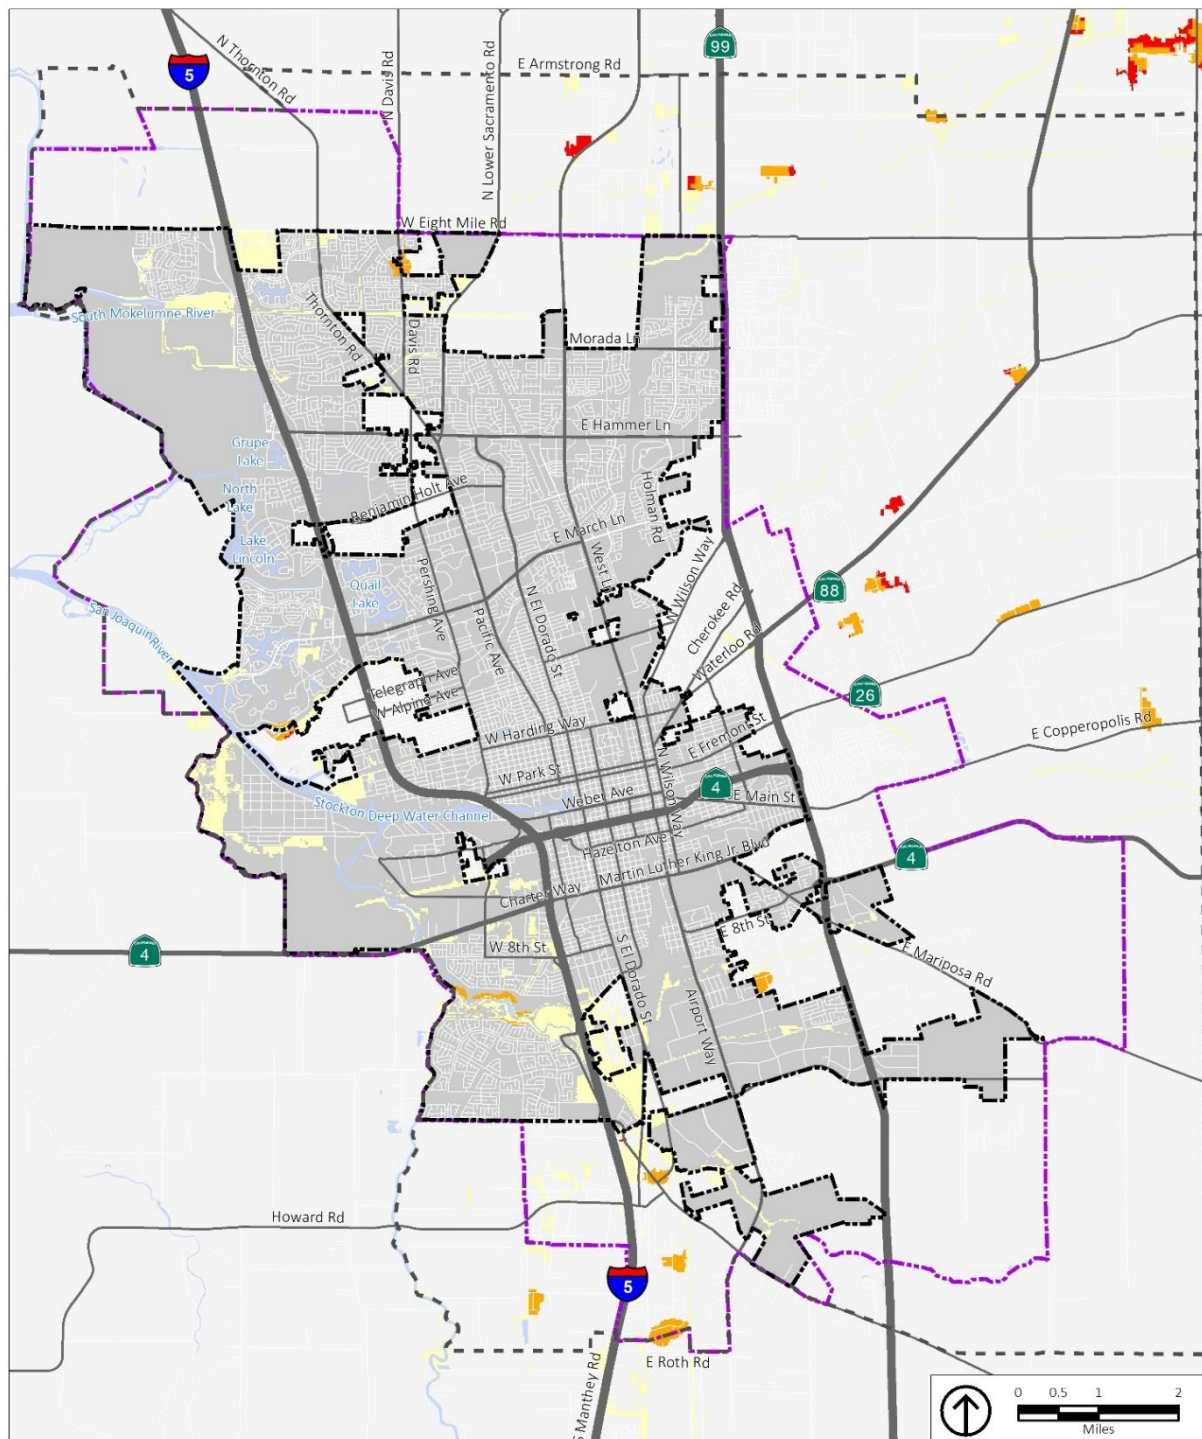 N Thornton Rd
5
N Davis Rd
N Lower Sacramento Rd
E Armstrong Rd
CALIFORNIA
99
W Eight Mile Rd
South Mokelumne River
Thornton Rd
Davis Rd
Morada Ln
E Hammer Ln
Grupe
Lake
North
Lake
Benjamin Holt Ave
Holman Rd
Lake
Lincoln
E March Ln
West Ln
Quail
Lake
Pershing Ave
Pacific Ave
N El Dorado St
N Wilson Way
Cherokee Rd
Waterloo Rd
CALIFORNIA
88
San Joaquin River
Telegraph Ave
W Alpine Ave
W Harding Way
CALIFORNIA
26
E Fremont St
E Copperopolis Rd
W Park St
N Wilson Way
CALIFORNIA
4
Weber Ave
E Main St
Stockton Deep Water Channel
Hazelton Ave
Martin Luther King Jr. Blvd
CALIFORNIA
4
Charter Way
E 8th St
W 8th St
CALIFORNIA
4
S El Dorado St
E Mariposa Rd
Airport Way
Howard Rd
5
E Roth Rd
S Manthey Rd
0 0.5 1 2
Miles